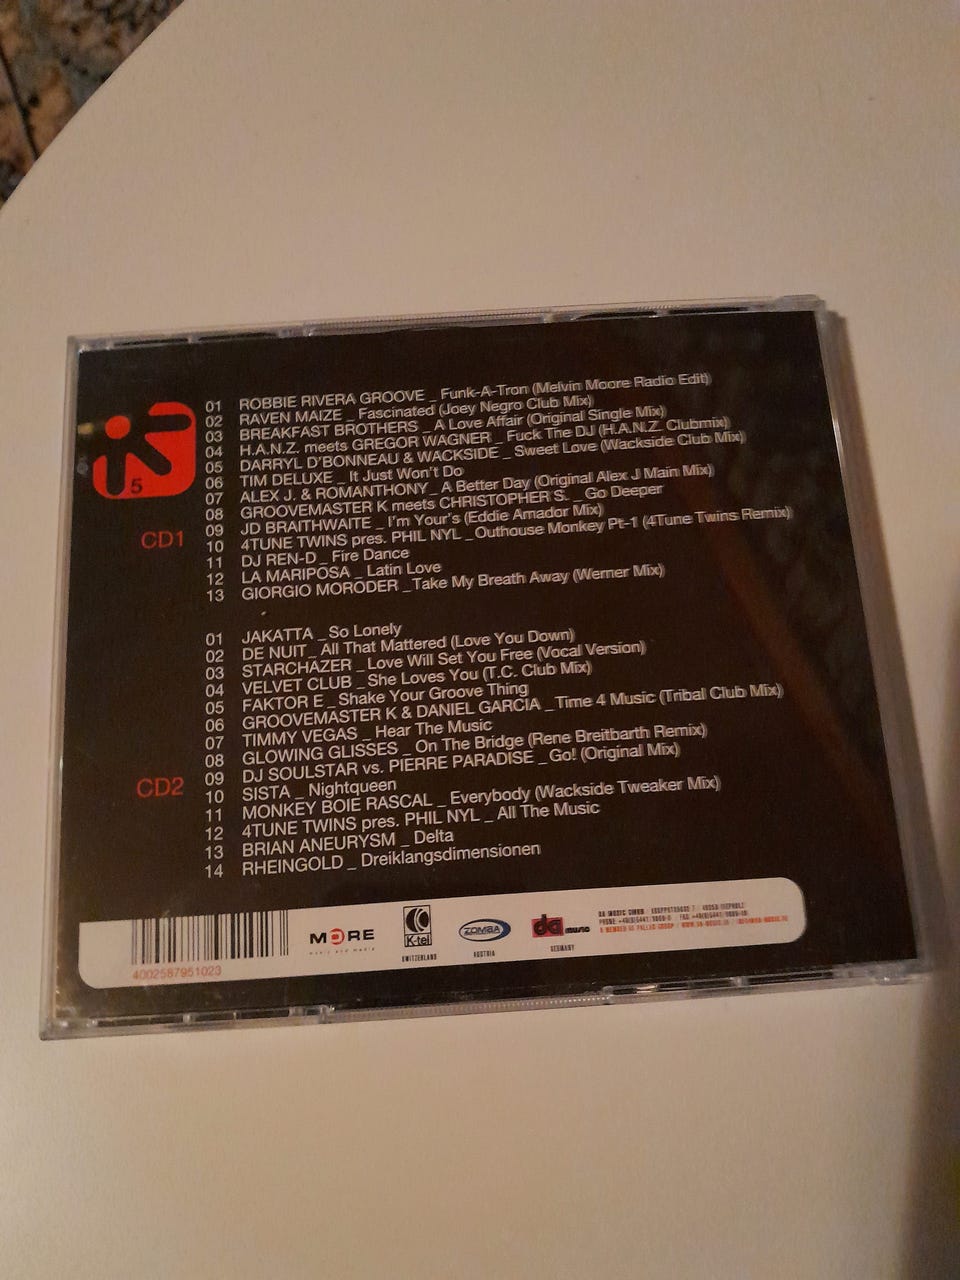 5
CD1
01 ROBBIE RIVERA GROOVE _ Funk-A-Tron (Melvin Moore Radio Edit)
02 RAVEN MAIZE _ Fascinated (Joey Negro Club Mix)
03 BREAKFAST BROTHERS _ A Love Affair (Original Single Mix)
04 H.A.N.Z. meets GREGOR WAGNER _ Fuck The DJ (H.A.N.Z. Clubmix)
05 DARRYL D'BONNEAU & WACKSIDE _ Sweet Love (Wackside Club Mix)
06 TIM DELUXE _ It Just Won't Do
07 ALEX J. & ROMANTHONY _ A Better Day (Original Alex J Main Mix)
08 GROOVEMASTER K meets CHRISTOPHER S. _ Go Deeper
09 JD BRAITHWAITE _ I'm Your's (Eddie Amador Mix)
10 4TUNE TWINS pres. PHIL NYL _ Outhouse Monkey Pt-1 (4Tune Twins Remix)
11 DJ REN-D _ Fire Dance
12 LA MARIPOSA _ Latin Love
13 GIORGIO MORODER _ Take My Breath Away (Werner Mix)
CD2
01 JAKATTA _ So Lonely
02 DE NUIT _ All That Mattered (Love You Down)
03 STARCHAZER _ Love Will Set You Free (Vocal Version)
04 VELVET CLUB _ She Loves You (T.C. Club Mix)
05 FAKTOR E _ Shake Your Groove Thing
06 GROOVEMASTER K & DANIEL GARCIA _ Time 4 Music (Tribal Club Mix)
07 TIMMY VEGAS _ Hear The Music
08 GLOWING GLISSES _ On The Bridge (Rene Breitbarth Remix)
09 DJ SOULSTAR vs. PIERRE PARADISE _ Go! (Original Mix)
10 SISTA _ Nightqueen
11 MONKEY BOIE RASCAL _ Everybody (Wackside Tweaker Mix)
12 4TUNE TWINS pres. PHIL NYL _ All The Music
13 BRIAN ANEURYSM _ Delta
14 RHEINGOLD _ Dreiklangsdimensionen
4002587951023
MORE
music and media
K-tel
SWITZERLAND
ZOMBA
AUSTRIA
da music
GERMANY
DA MUSIC GMBH